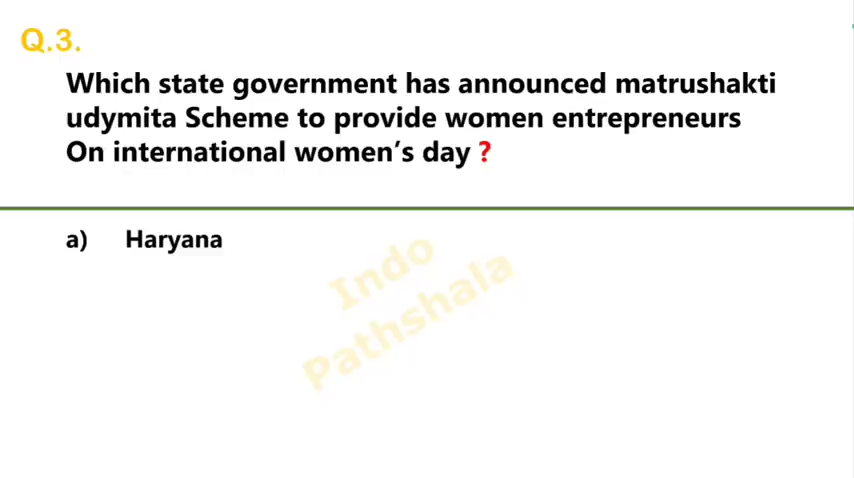 Q.3.
Which state government has announced matrushakti
udymita Scheme to provide women entrepreneurs
On international women’s day ?
a) Haryana
Indo
Pathshala